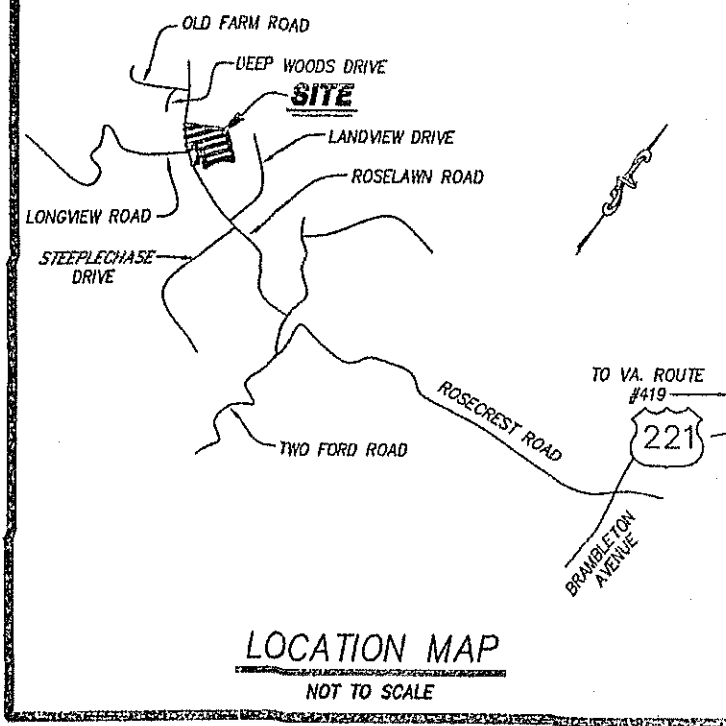 OLD FARM ROAD
DEEP WOODS DRIVE
SITE
LANDVIEW DRIVE
ROSELAWN ROAD
LONGVIEW ROAD
STEEPLECHASE
DRIVE
N
TO VA. ROUTE
#419
221
ROSECREST ROAD
TWO FORD ROAD
BRAMBLETON
AVENUE
LOCATION MAP
NOT TO SCALE